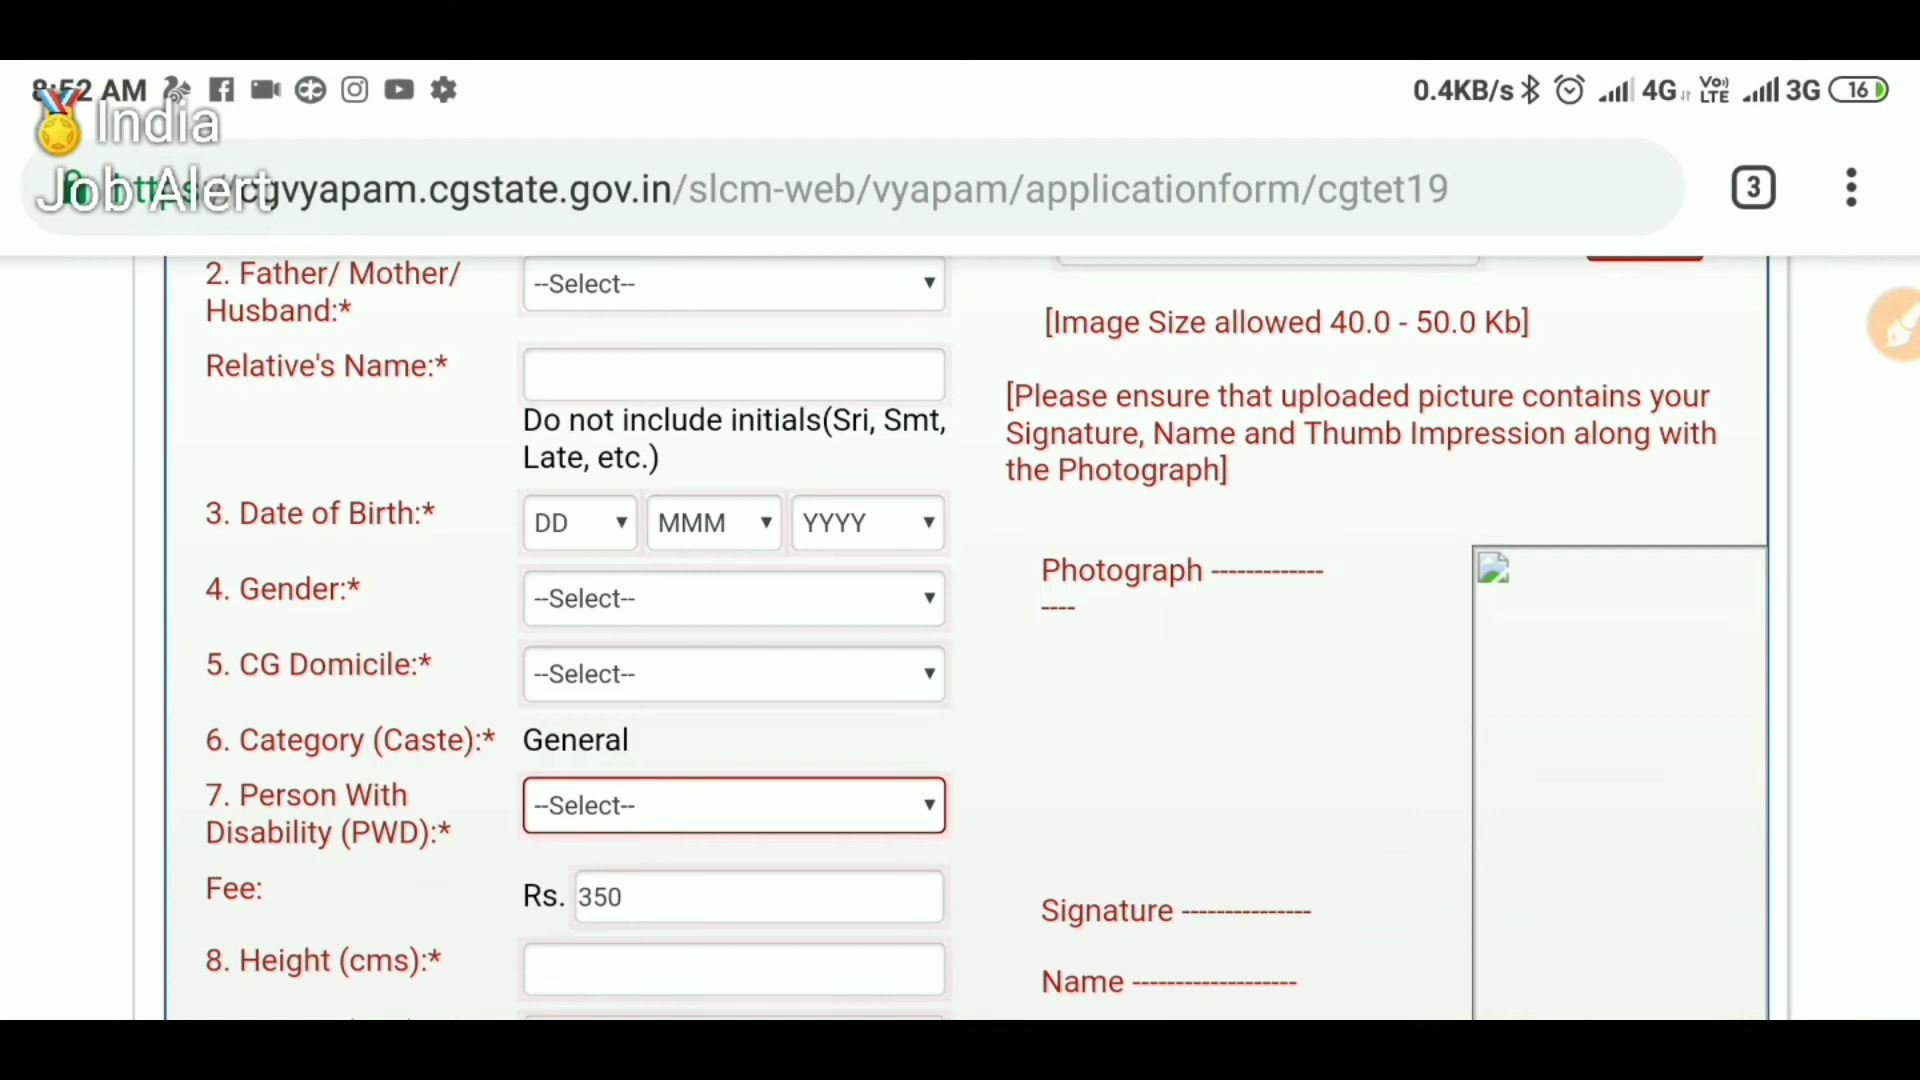 8:52 AM
0.4KB/s 4G VoLTE 3G 16
India
Job Alert
https://cgvyapam.cgstate.gov.in/slcm-web/vyapam/applicationform/cgtet19
3
2. Father/ Mother/
Husband:*
--Select--
Relative's Name:*
Do not include initials(Sri, Smt,
Late, etc.)
3. Date of Birth:*
DD
MMM
YYYY
4. Gender:*
--Select--
5. CG Domicile:*
--Select--
6. Category (Caste):*
General
7. Person With
Disability (PWD):*
--Select--
Fee:
Rs. 350
8. Height (cms):*
[Image Size allowed 40.0 - 50.0 Kb]
[Please ensure that uploaded picture contains your
Signature, Name and Thumb Impression along with
the Photograph]
Photograph -------------
----
Signature ---------------
Name -------------------